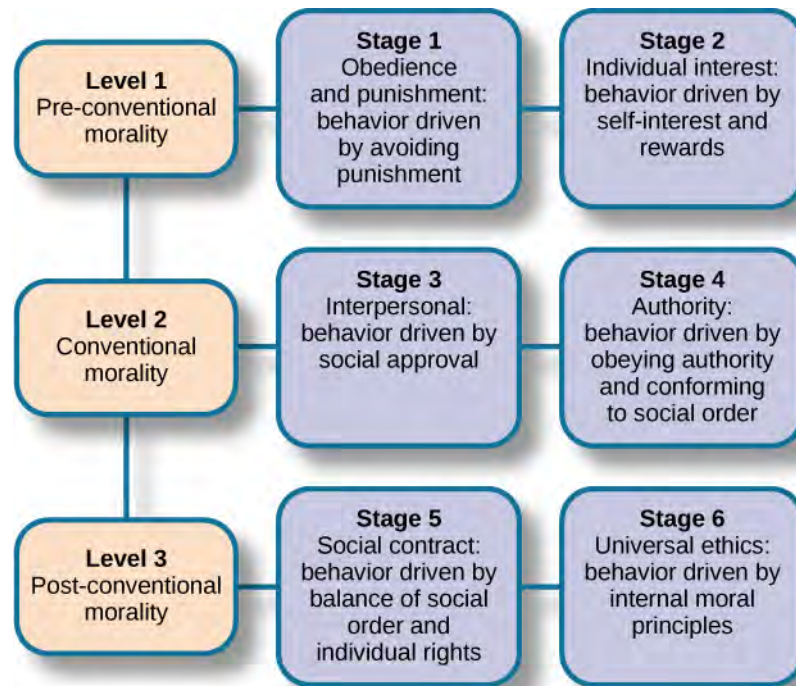 Level 1
Pre-conventional
morality
Stage 1
Obedience
and punishment:
behavior driven
by avoiding
punishment
Stage 2
Individual interest:
behavior driven by
self-interest and
rewards
Level 2
Conventional
morality
Stage 3
Interpersonal:
behavior driven by
social approval
Stage 4
Authority:
behavior driven by
obeying authority
and conforming
to social order
Level 3
Post-conventional
morality
Stage 5
Social contract:
behavior driven by
balance of social
order and
individual rights
Stage 6
Universal ethics:
behavior driven by
internal moral
principles